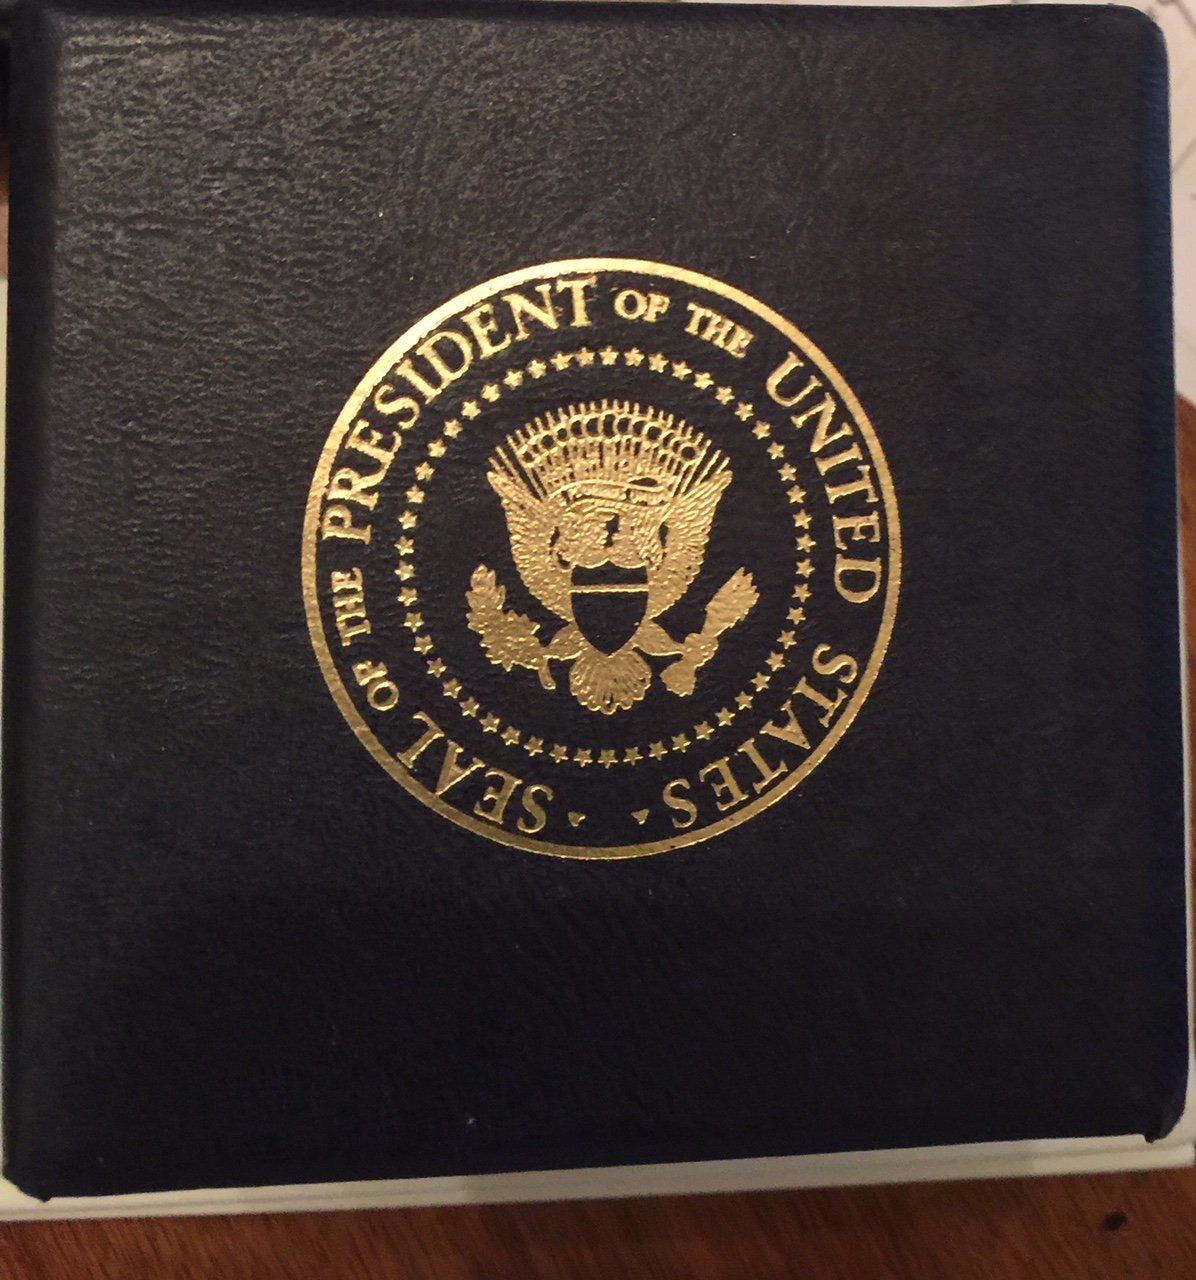 SEAL OF THE PRESIDENT OF THE UNITED STATES